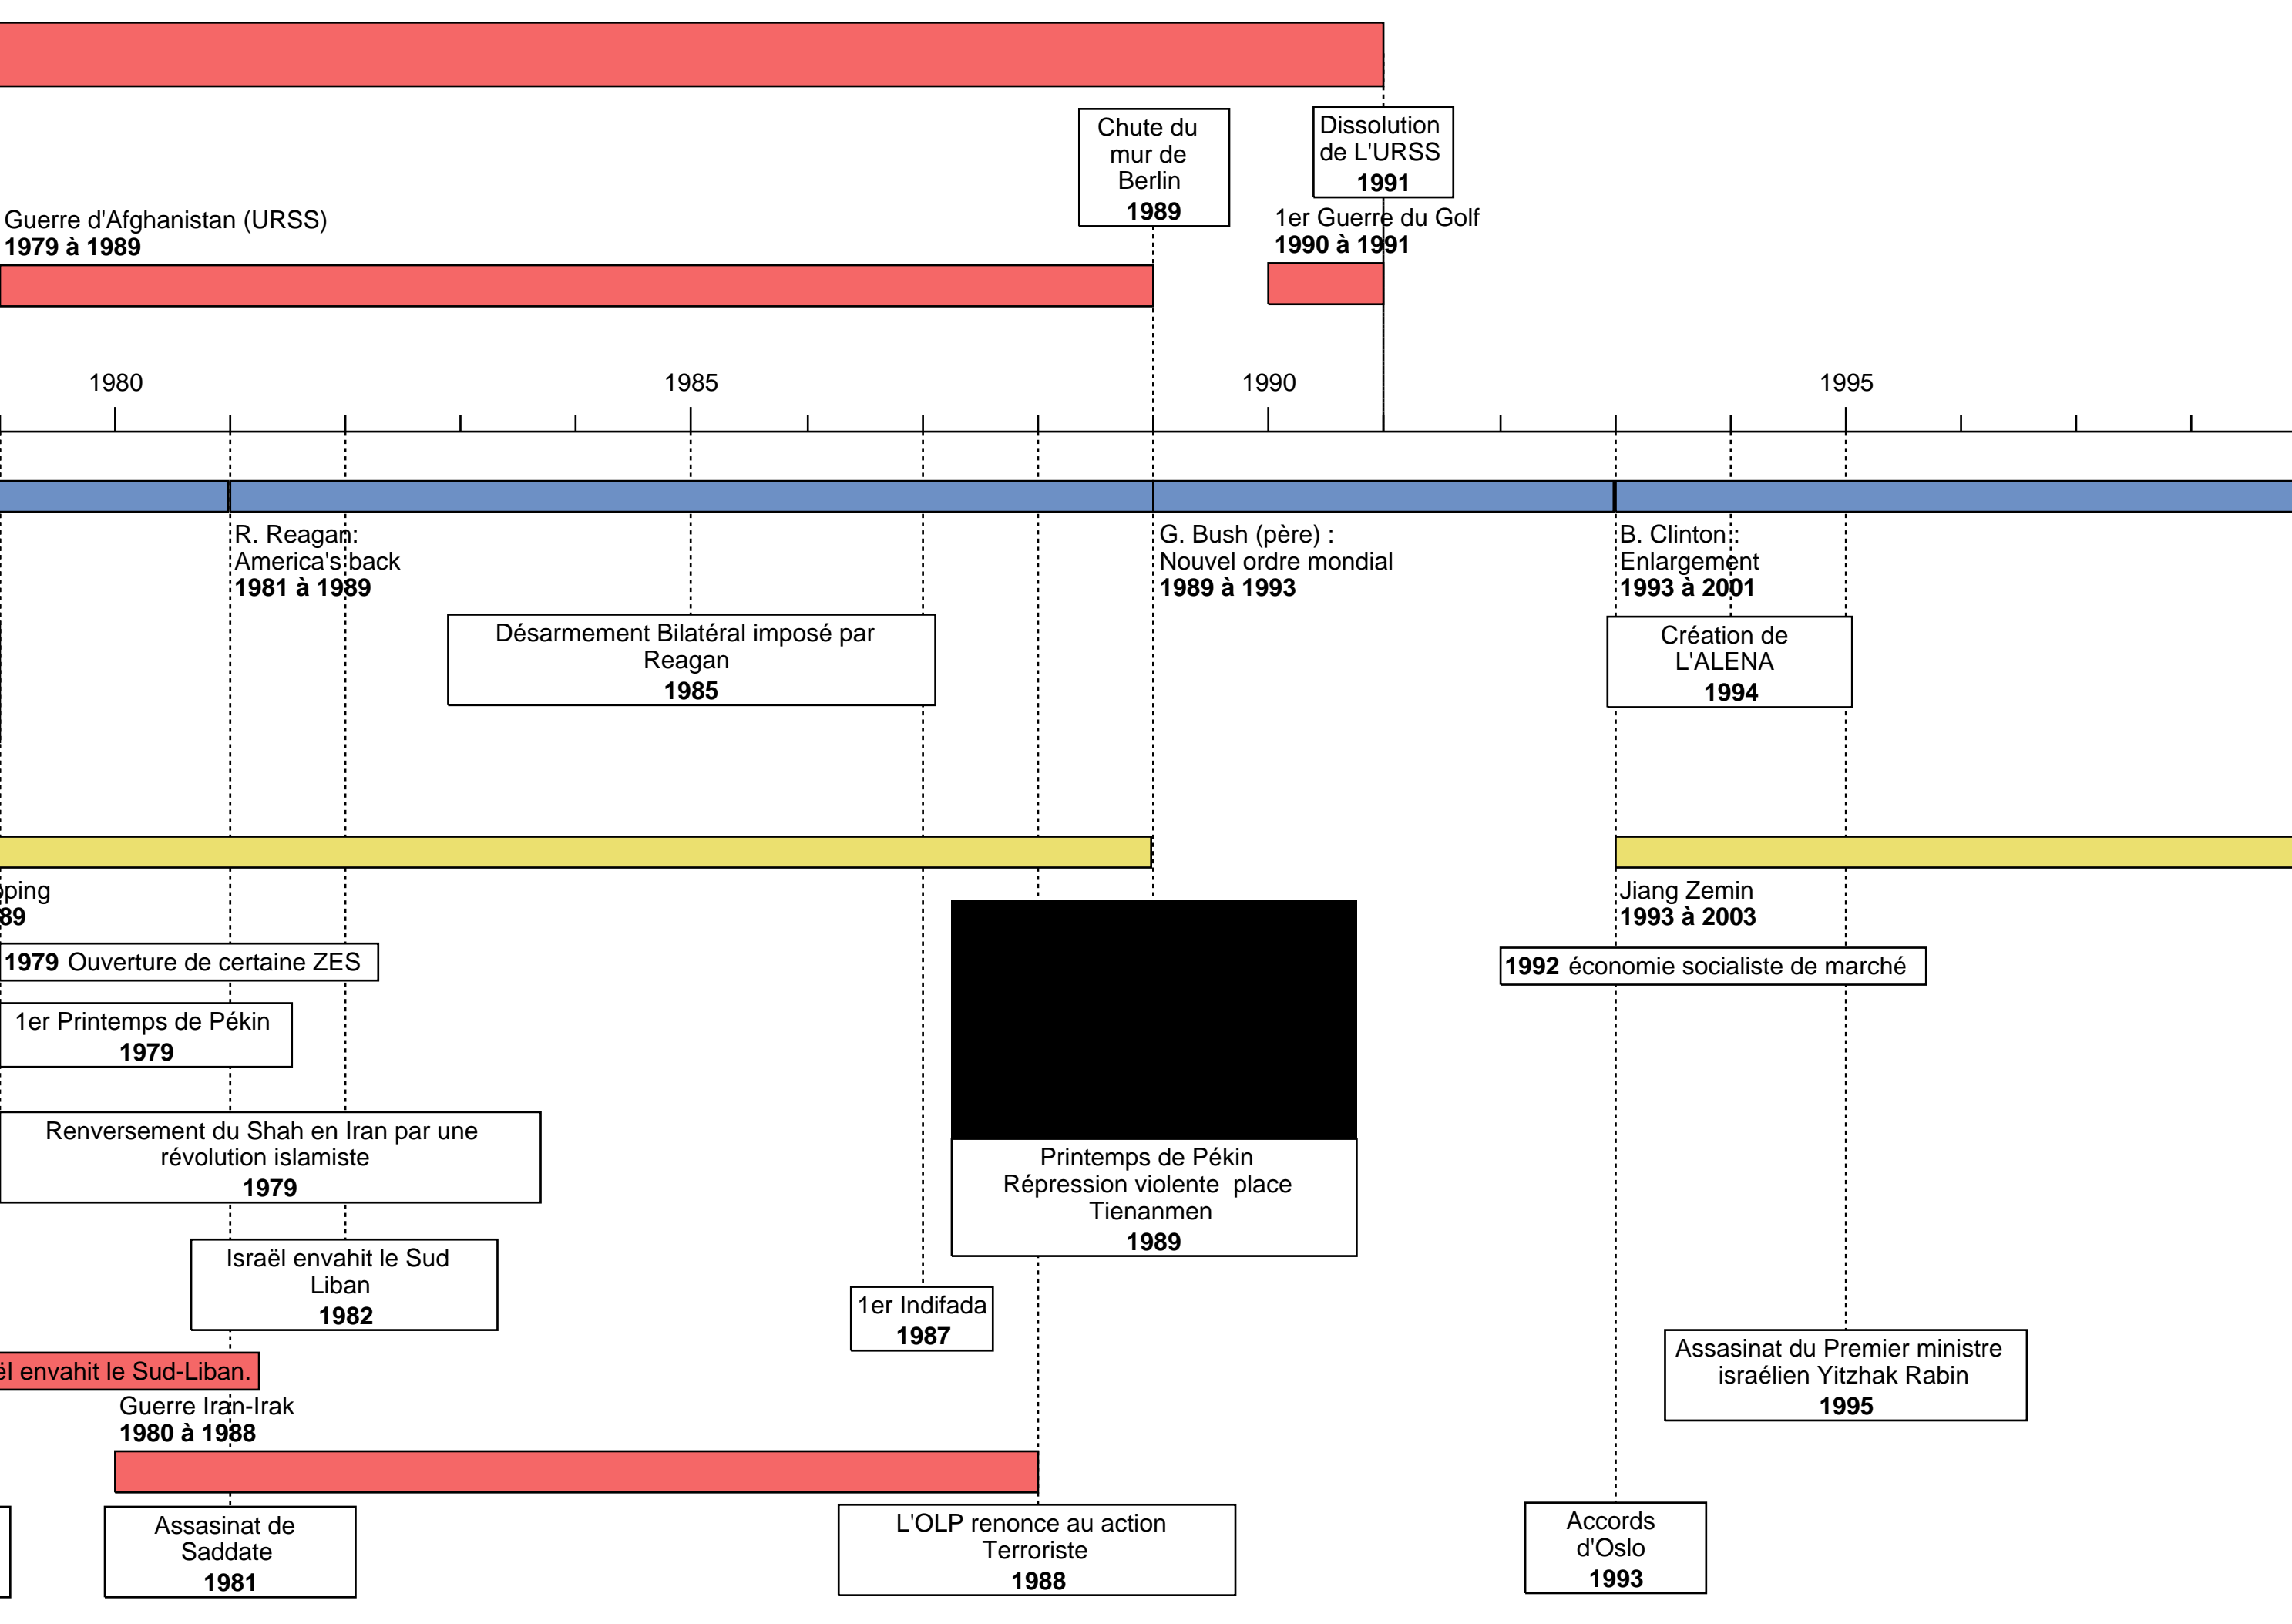 Chute du
mur de
Berlin
1989
Dissolution
de L'URSS
1991
Guerre d'Afghanistan (URSS)
1979 à 1989
1er Guerre du Golf
1990 à 1991
1980
1985
1990
1995
R. Reagan:
America's back
1981 à 1989
G. Bush (père) :
Nouvel ordre mondial
1989 à 1993
B. Clinton :
Enlargement
1993 à 2001
Désarmement Bilatéral imposé par
Reagan
1985
Création de
L'ALENA
1994
ping
89
Jiang Zemin
1993 à 2003
1979 Ouverture de certaine ZES
1992 économie socialiste de marché
1er Printemps de Pékin
1979
Renversement du Shah en Iran par une
révolution islamiste
1979
Printemps de Pékin
Répression violente place
Tienanmen
1989
Israël envahit le Sud
Liban
1982
1er Indifada
1987
Assasinat du Premier ministre
israélien Yitzhak Rabin
1995
ël envahit le Sud-Liban.
Guerre Iran-Irak
1980 à 1988
Assasinat de
Saddate
1981
L'OLP renonce au action
Terroriste
1988
Accords
d'Oslo
1993